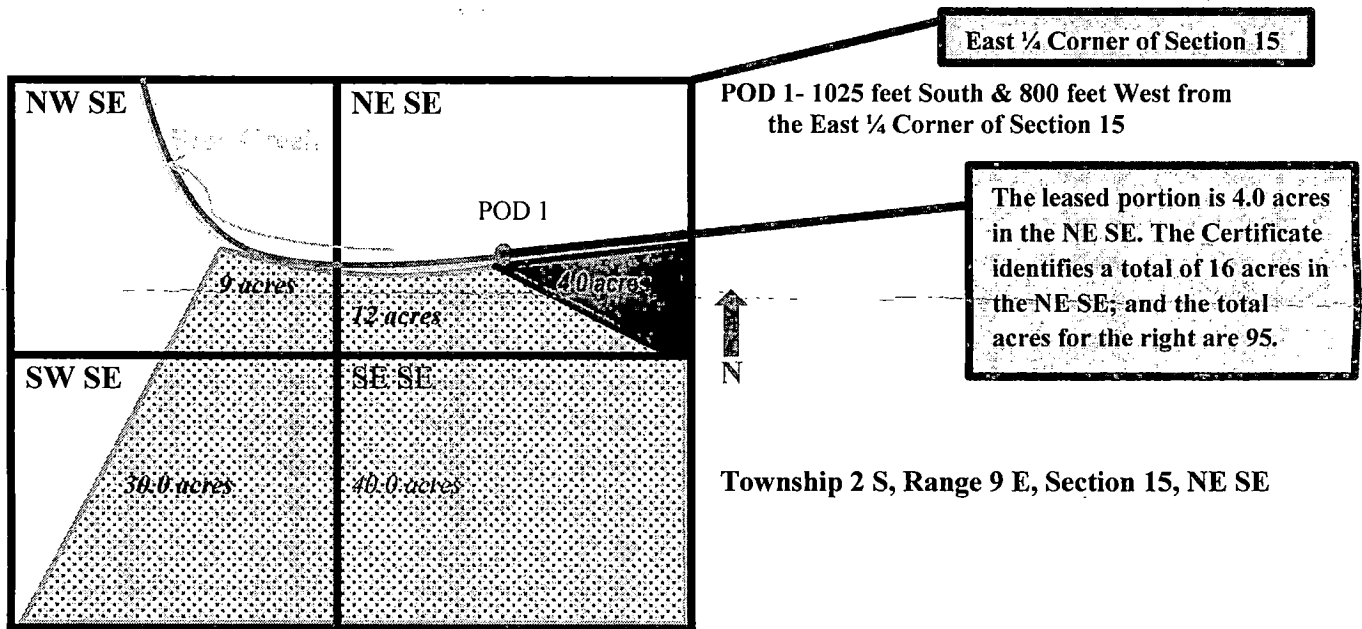 East ¼ Corner of Section 15
NW SE
NE SE
POD 1- 1025 feet South & 800 feet West from
the East ¼ Corner of Section 15
POD 1
The leased portion is 4.0 acres
in the NE SE. The Certificate
identifies a total of 16 acres in
the NE SE; and the total
acres for the right are 95.
9 acres
4.0 acres
12 acres
N
SW SE
SE SE
30.0 acres
40.0 acres
Township 2 S, Range 9 E, Section 15, NE SE